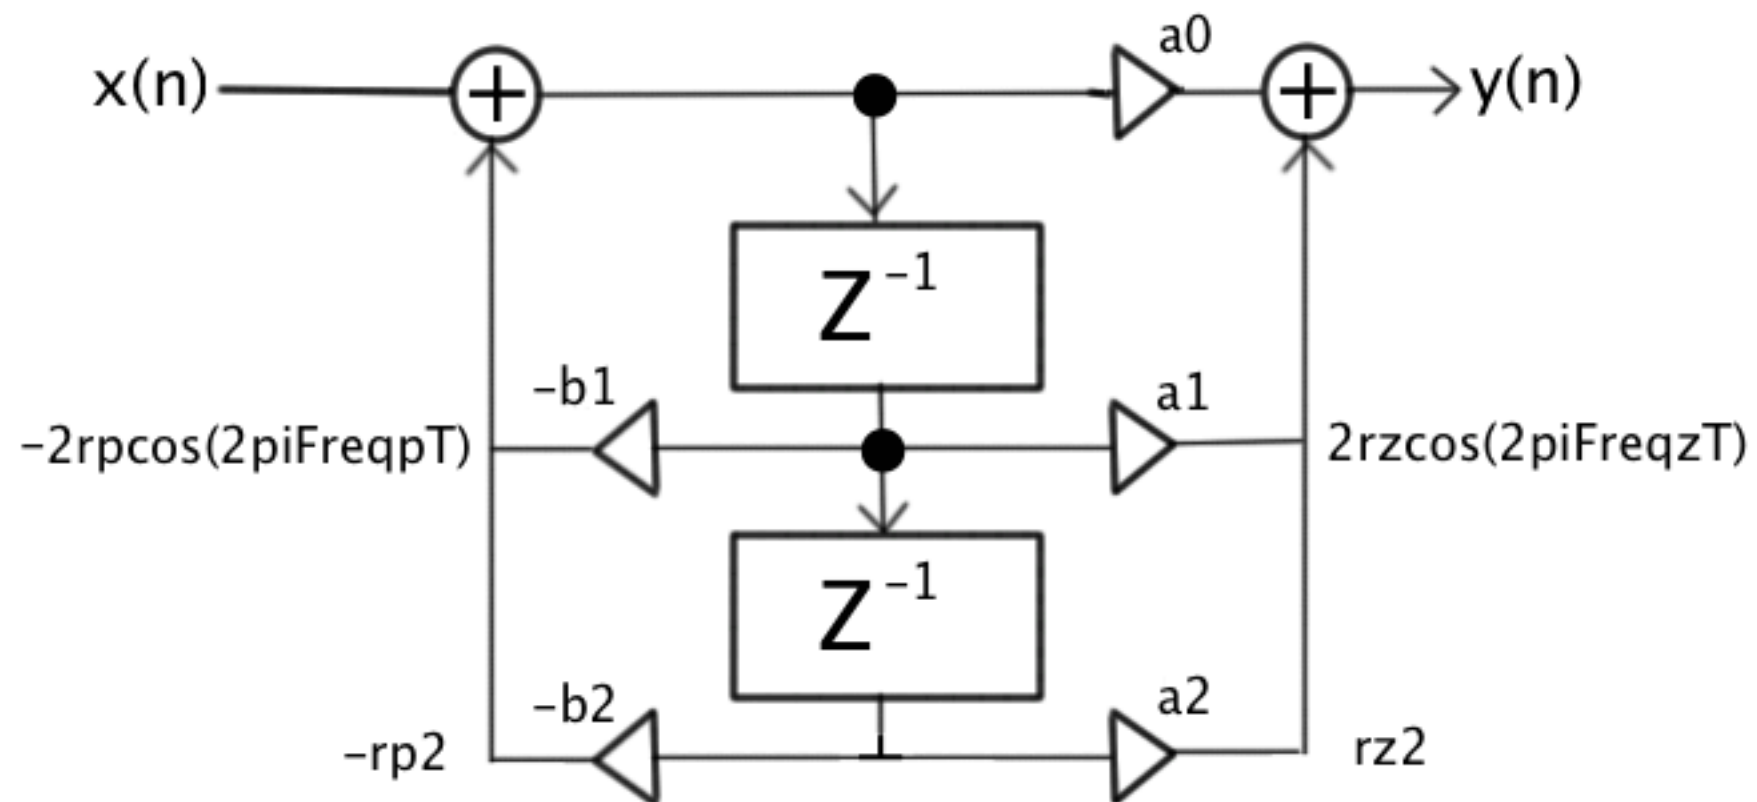 a0
x(n) + + y(n)
Z-1
-b1 a1
-2rpcos(2piFreqpT) 2rzcos(2piFreqzT)
Z-1
-b2 a2
-rp2 rz2